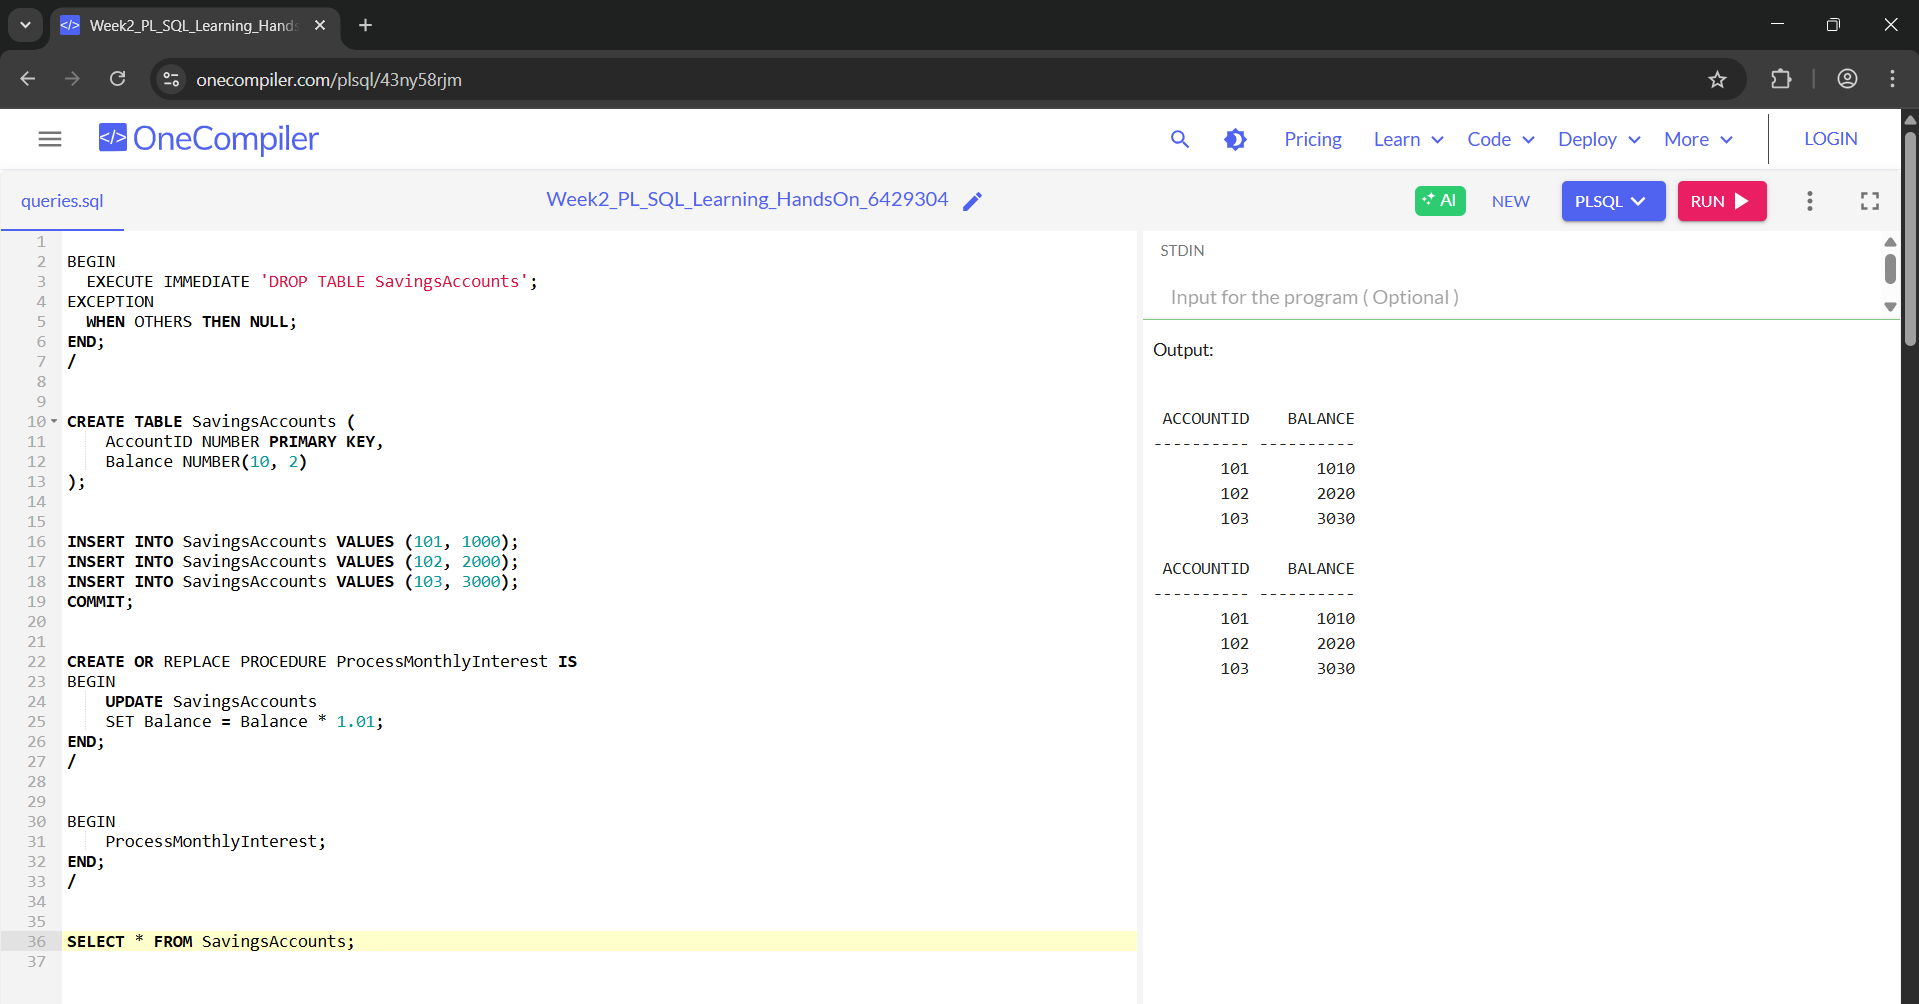 Week2_PL_SQL_Learning_Hands
onecompiler.com/plsql/43ny58rjm
</> OneCompiler
Pricing Learn Code Deploy More LOGIN
queries.sql
Week2_PL_SQL_Learning_HandsOn_6429304
AI NEW PLSQL RUN
1
2 BEGIN
3   EXECUTE IMMEDIATE 'DROP TABLE SavingsAccounts';
4 EXCEPTION
5   WHEN OTHERS THEN NULL;
6 END;
7 /
8
9
10 CREATE TABLE SavingsAccounts (
11     AccountID NUMBER PRIMARY KEY,
12     Balance NUMBER(10, 2)
13 );
14
15
16 INSERT INTO SavingsAccounts VALUES (101, 1000);
17 INSERT INTO SavingsAccounts VALUES (102, 2000);
18 INSERT INTO SavingsAccounts VALUES (103, 3000);
19 COMMIT;
20
21
22 CREATE OR REPLACE PROCEDURE ProcessMonthlyInterest IS
23 BEGIN
24     UPDATE SavingsAccounts
25     SET Balance = Balance * 1.01;
26 END;
27 /
28
29
30 BEGIN
31     ProcessMonthlyInterest;
32 END;
33 /
34
35
36 SELECT * FROM SavingsAccounts;
37
STDIN
Input for the program ( Optional )
Output:
ACCOUNTID    BALANCE
---------- ----------
101       1010
102       2020
103       3030
ACCOUNTID    BALANCE
---------- ----------
101       1010
102       2020
103       3030